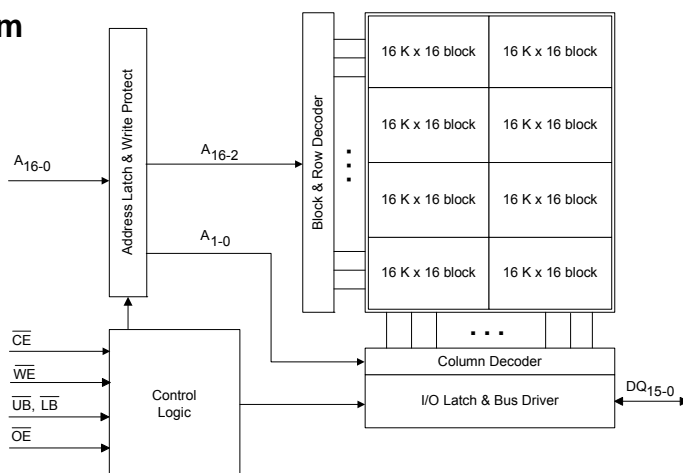 m
Address Latch & Write Protect
Block & Row Decoder
16 K x 16 block
16 K x 16 block
16 K x 16 block
16 K x 16 block
16 K x 16 block
16 K x 16 block
16 K x 16 block
16 K x 16 block
A16-0
A16-2
A1-0
...
...
CE
WE
UB, LB
OE
Control
Logic
Column Decoder
I/O Latch & Bus Driver
DQ15-0